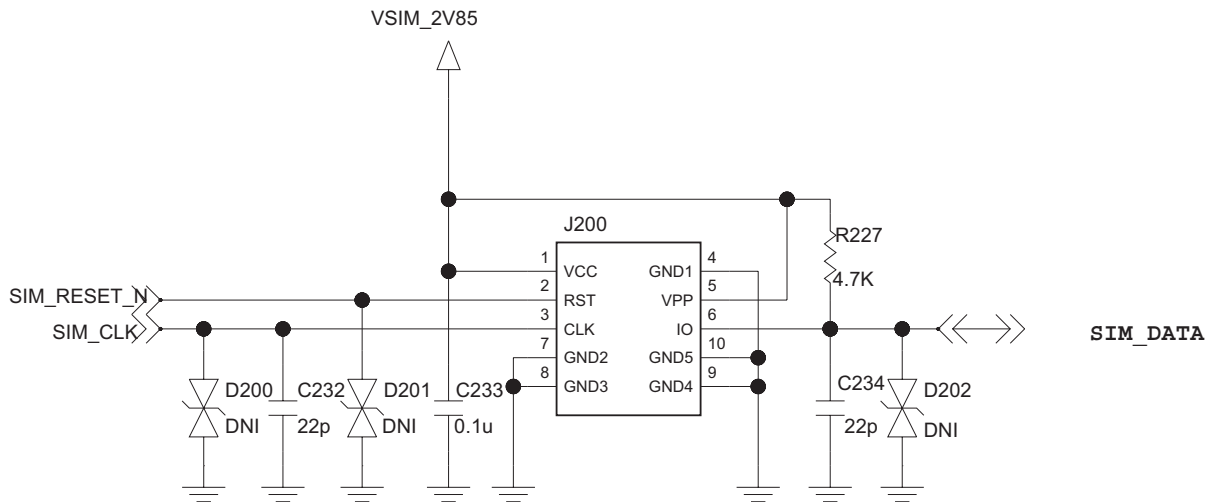 VSIM_2V85
J200
R227
4.7K
1 VCC GND1 4
2 RST VPP 5
3 CLK IO 6
7 GND2 GND5 10
8 GND3 GND4 9
SIM_RESET_N
SIM_CLK
SIM_DATA
D200
DNI
C232
22p
D201
DNI
C233
0.1u
C234
22p
D202
DNI